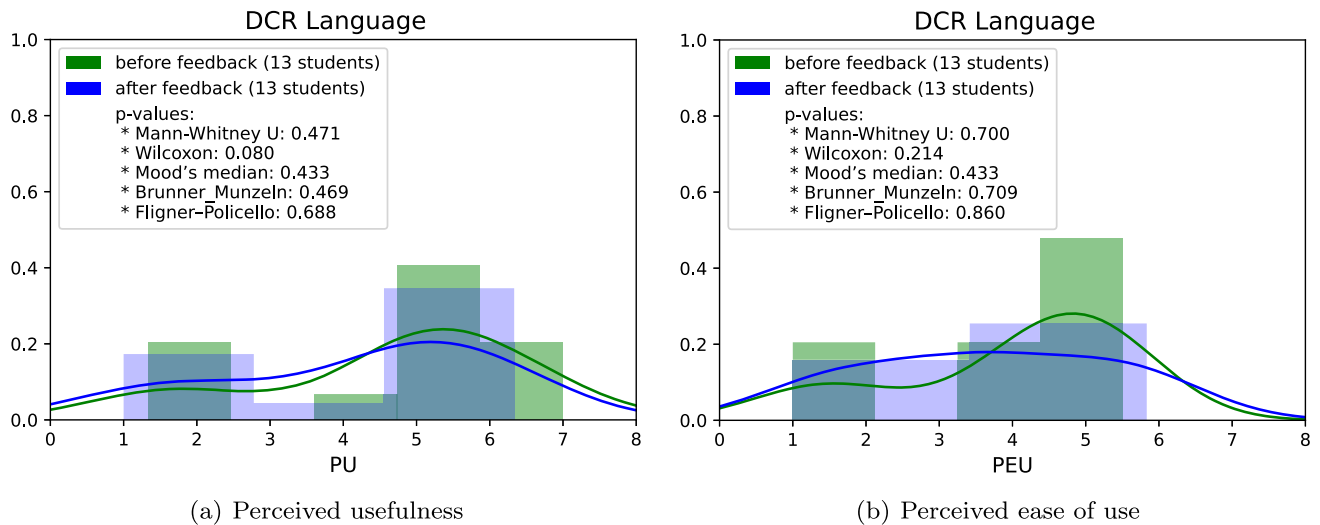 DCR Language
1.0
0.8
0.6
0.4
0.2
0.0
before feedback (13 students)
after feedback (13 students)
p-values:
* Mann-Whitney U: 0.471
* Wilcoxon: 0.080
* Mood's median: 0.433
* Brunner_Munzeln: 0.469
* Fligner–Policello: 0.688
0 1 2 3 4 5 6 7 8
PU
(a) Perceived usefulness
DCR Language
1.0
0.8
0.6
0.4
0.2
0.0
before feedback (13 students)
after feedback (13 students)
p-values:
* Mann-Whitney U: 0.700
* Wilcoxon: 0.214
* Mood's median: 0.433
* Brunner_Munzeln: 0.709
* Fligner–Policello: 0.860
0 1 2 3 4 5 6 7 8
PEU
(b) Perceived ease of use